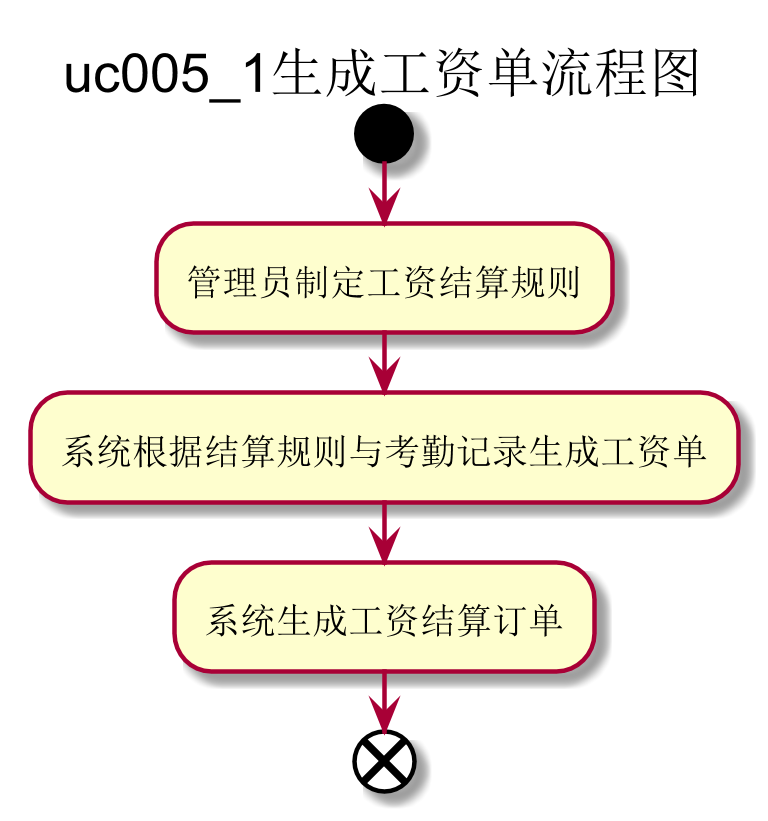 uc005_1生成工资单流程图
管理员制定工资结算规则
系统根据结算规则与考勤记录生成工资单
系统生成工资结算订单